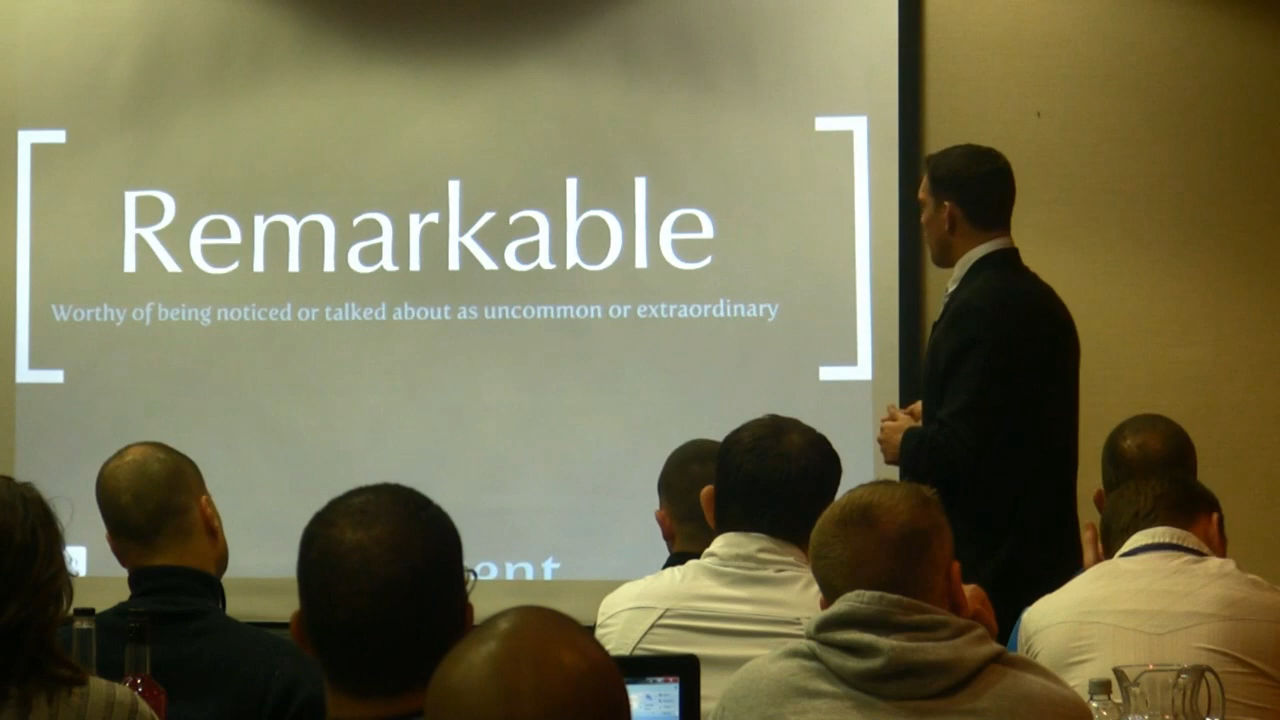 Remarkable
Worthy of being noticed or talked about as uncommon or extraordinary